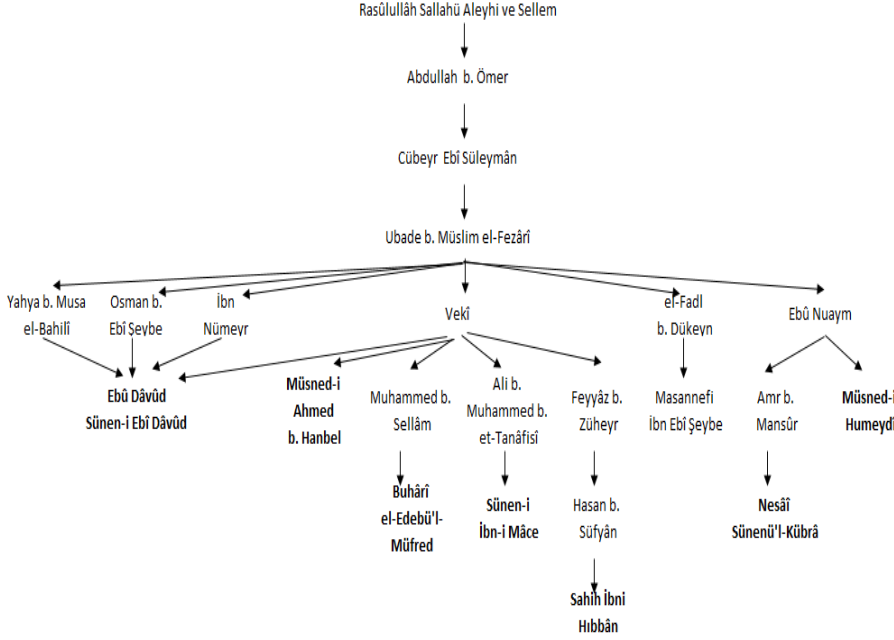 Rasûlullâh Sallahü Aleyhi ve Sellem
Abdullah b. Ömer
Cübeyr Ebî Süleymân
Ubade b. Müslim el-Fezârî
Yahya b. Musa
el-Bahilî
Osman b.
Ebî Şeybe
İbn
Nümeyr
Vekî
el-Fadl
b. Dükeyn
Ebû Nuaym
Ebû Dâvûd
Sünen-i Ebî Dâvûd
Müsned-i
Ahmed
b. Hanbel
Muhammed b.
Sellâm
Ali b.
Muhammed b.
et-Tanâfisî
Feyyâz b.
Züheyr
Masannefi
İbn Ebî Şeybe
Amr b.
Mansûr
Müsned-i
Humeydî
Buhârî
el-Edebü'l-
Müfred
Sünen-i
İbn-i Mâce
Hasan b.
Süfyân
Nesâî
Sünenü'l-Kübrâ
Sahih İbni
Hıbbân